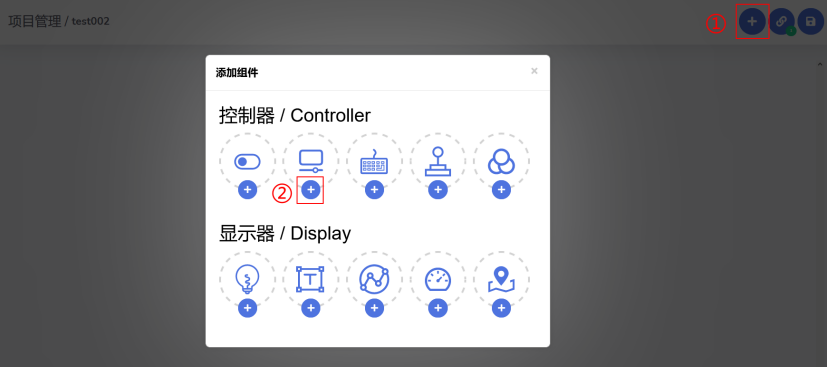 项目管理 / test002
①
添加组件
×
控制器 / Controller
②
显示器 / Display
T